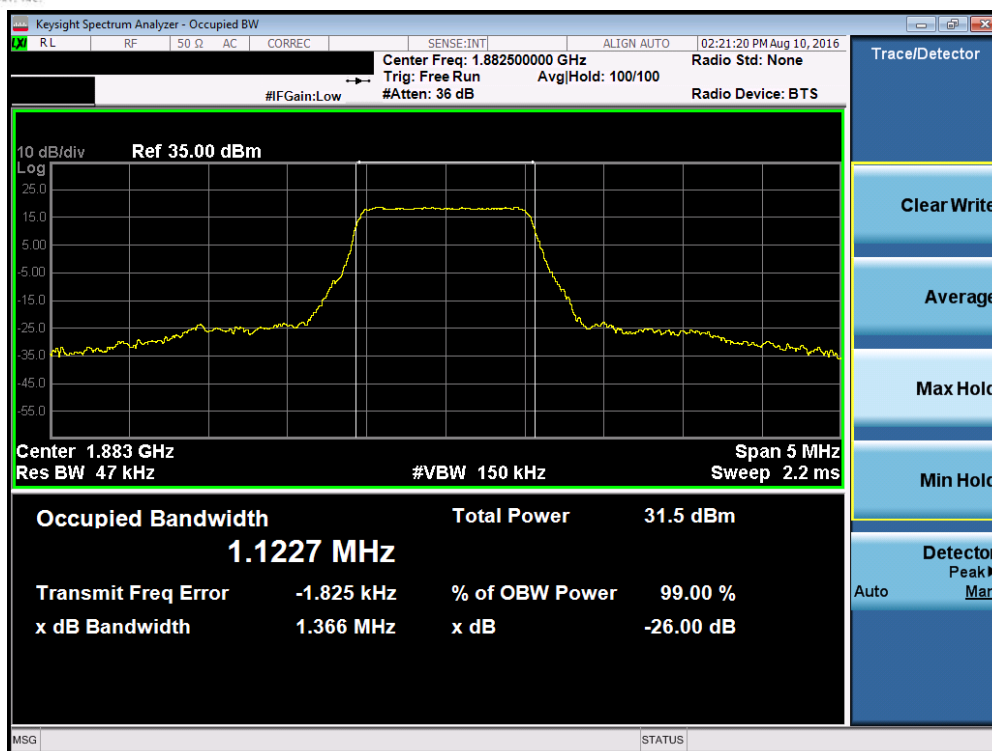 Keysight Spectrum Analyzer - Occupied BW
LXI RL RF 50 Ω AC CORREC SENSE:INT ALIGN AUTO 02:21:20 PM Aug 10, 2016
Center Freq: 1.882500000 GHz Radio Std: None
Trig: Free Run Avg|Hold: 100/100
#IFGain:Low #Atten: 36 dB Radio Device: BTS
Trace/Detector
10 dB/div Ref 35.00 dBm
Log
25.0
15.0
5.00
-5.00
-15.0
-25.0
-35.0
-45.0
-55.0
Center 1.883 GHz Span 5 MHz
Res BW 47 kHz #VBW 150 kHz Sweep 2.2 ms
Occupied Bandwidth Total Power 31.5 dBm
1.1227 MHz
Transmit Freq Error -1.825 kHz % of OBW Power 99.00 %
x dB Bandwidth 1.366 MHz x dB -26.00 dB
Clear Write
Average
Max Hold
Min Hold
Detector
Peak
Auto Man
MSG STATUS